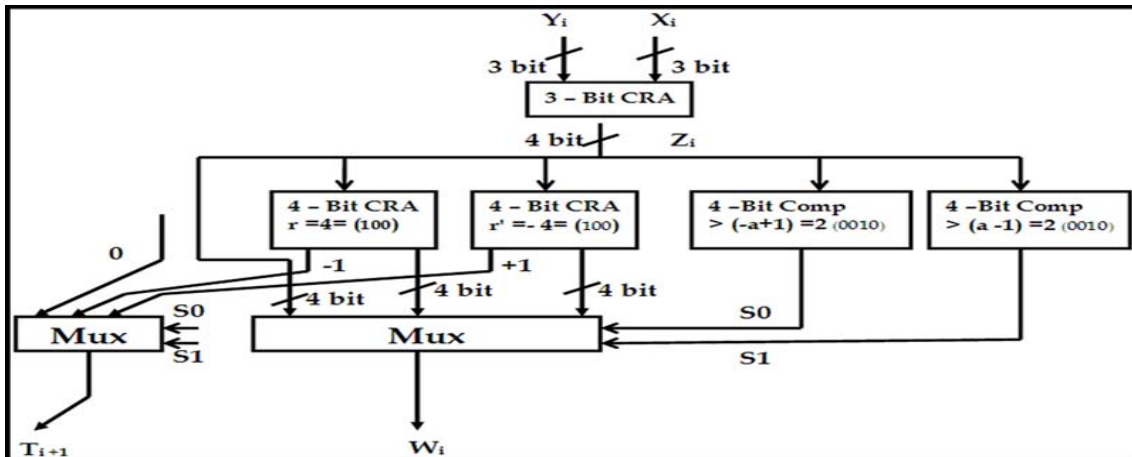 Yi Xi
3 bit 3 bit
3 – Bit CRA
4 bit Zi
4 – Bit CRA
r =4= (100)
4 – Bit CRA
r' =- 4= (100)
4 –Bit Comp
> (-a+1) =2 (0010)
4 –Bit Comp
> (a -1) =2 (0010)
0 -1 +1
4 bit 4 bit 4 bit
S0 S0
Mux Mux
S1 S1
Ti +1 Wi